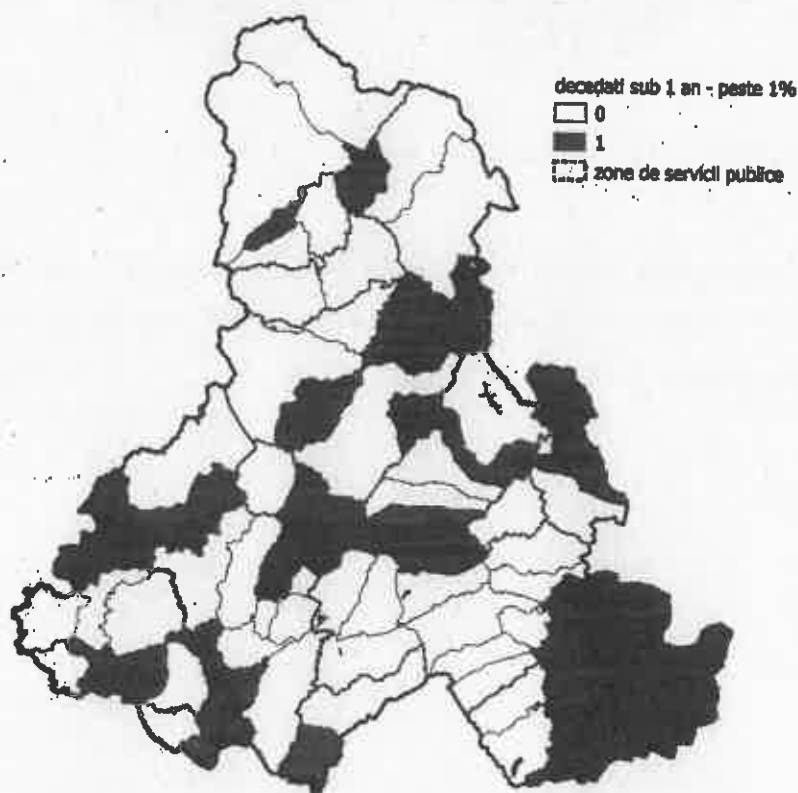 decedati sub 1 an - peste 1%
0
1
zone de servicii publice